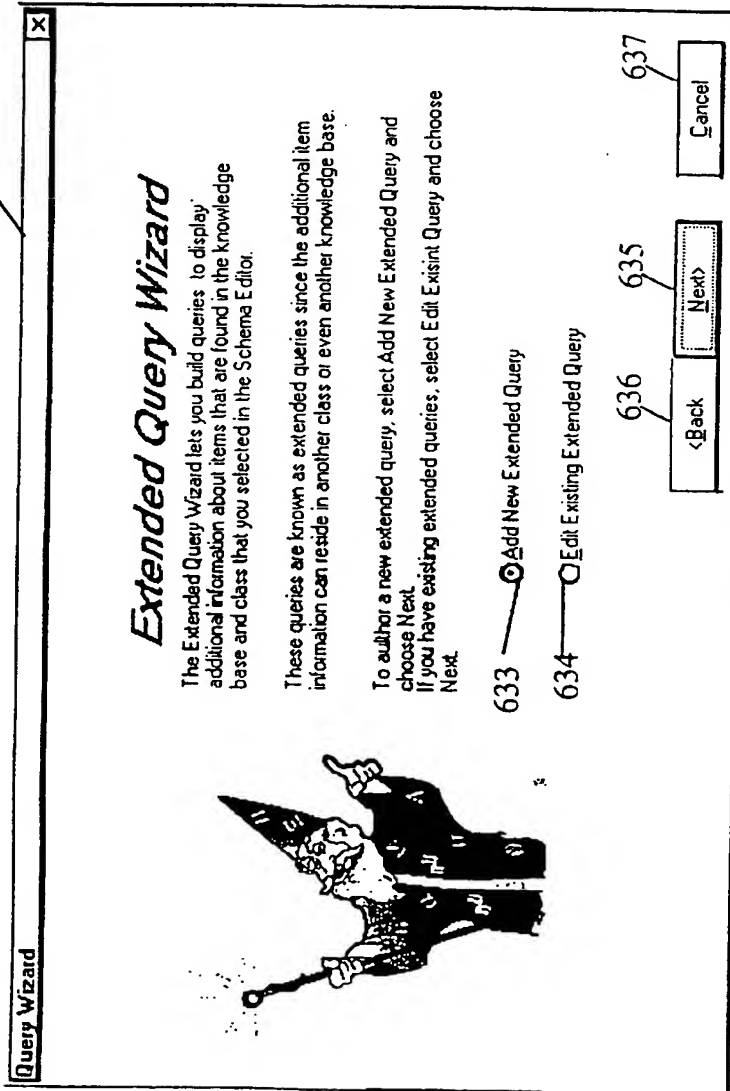 Query Wizard
X
Extended Query Wizard
The Extended Query Wizard lets you build queries to display
additional information about items that are found in the knowledge
base and class that you selected in the Schema Editor.
These queries are known as extended queries since the additional item
information can reside in another class or even another knowledge base.
To author a new extended query, select Add New Extended Query and
choose Next.
If you have existing extended queries, select Edit Exisint Query and choose
Next.
633
Add New Extended Query
634
Edit Existing Extended Query
636
635
637
<Back
Next>
Cancel